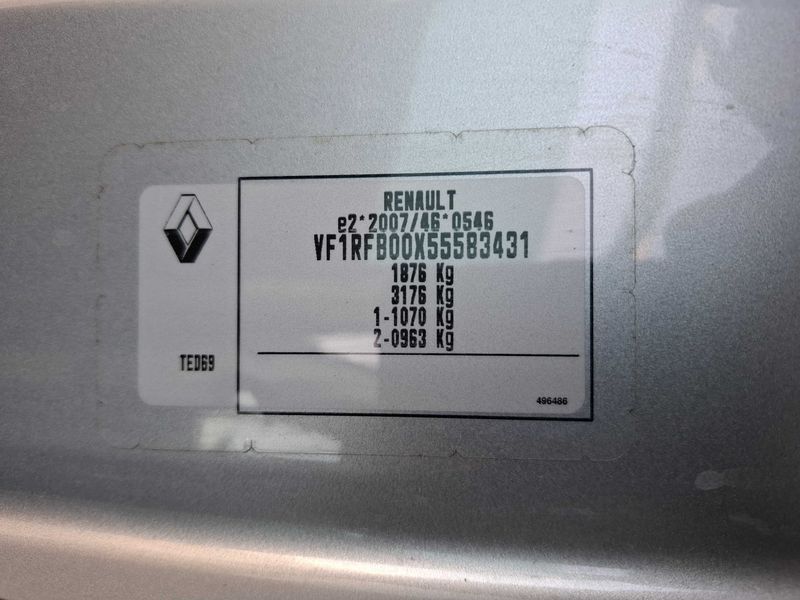 RENAULT
e2*2007/46*0546
VF1RFB00X55583431
1876 Kg
3176 Kg
1-1070 Kg
2-0963 Kg
TED69
496486